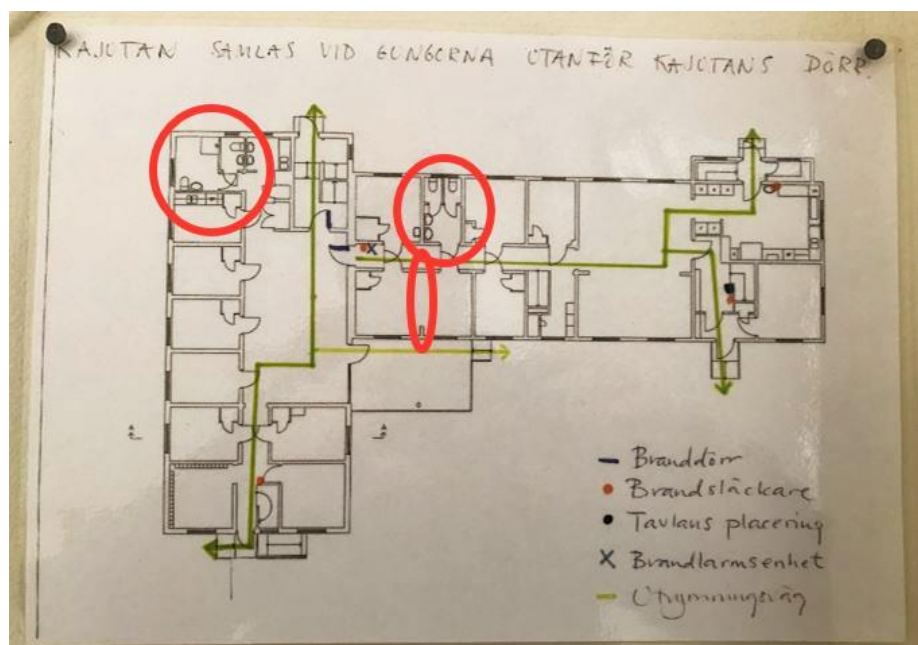 KAJUTAN SAMLAS VID GUNGORNA UTANFÖR KAJUTANS DÖRR.
Branddörr
Brandsläckare
Tavlans placering
Brandlarmsenhet
Utrymningsväg